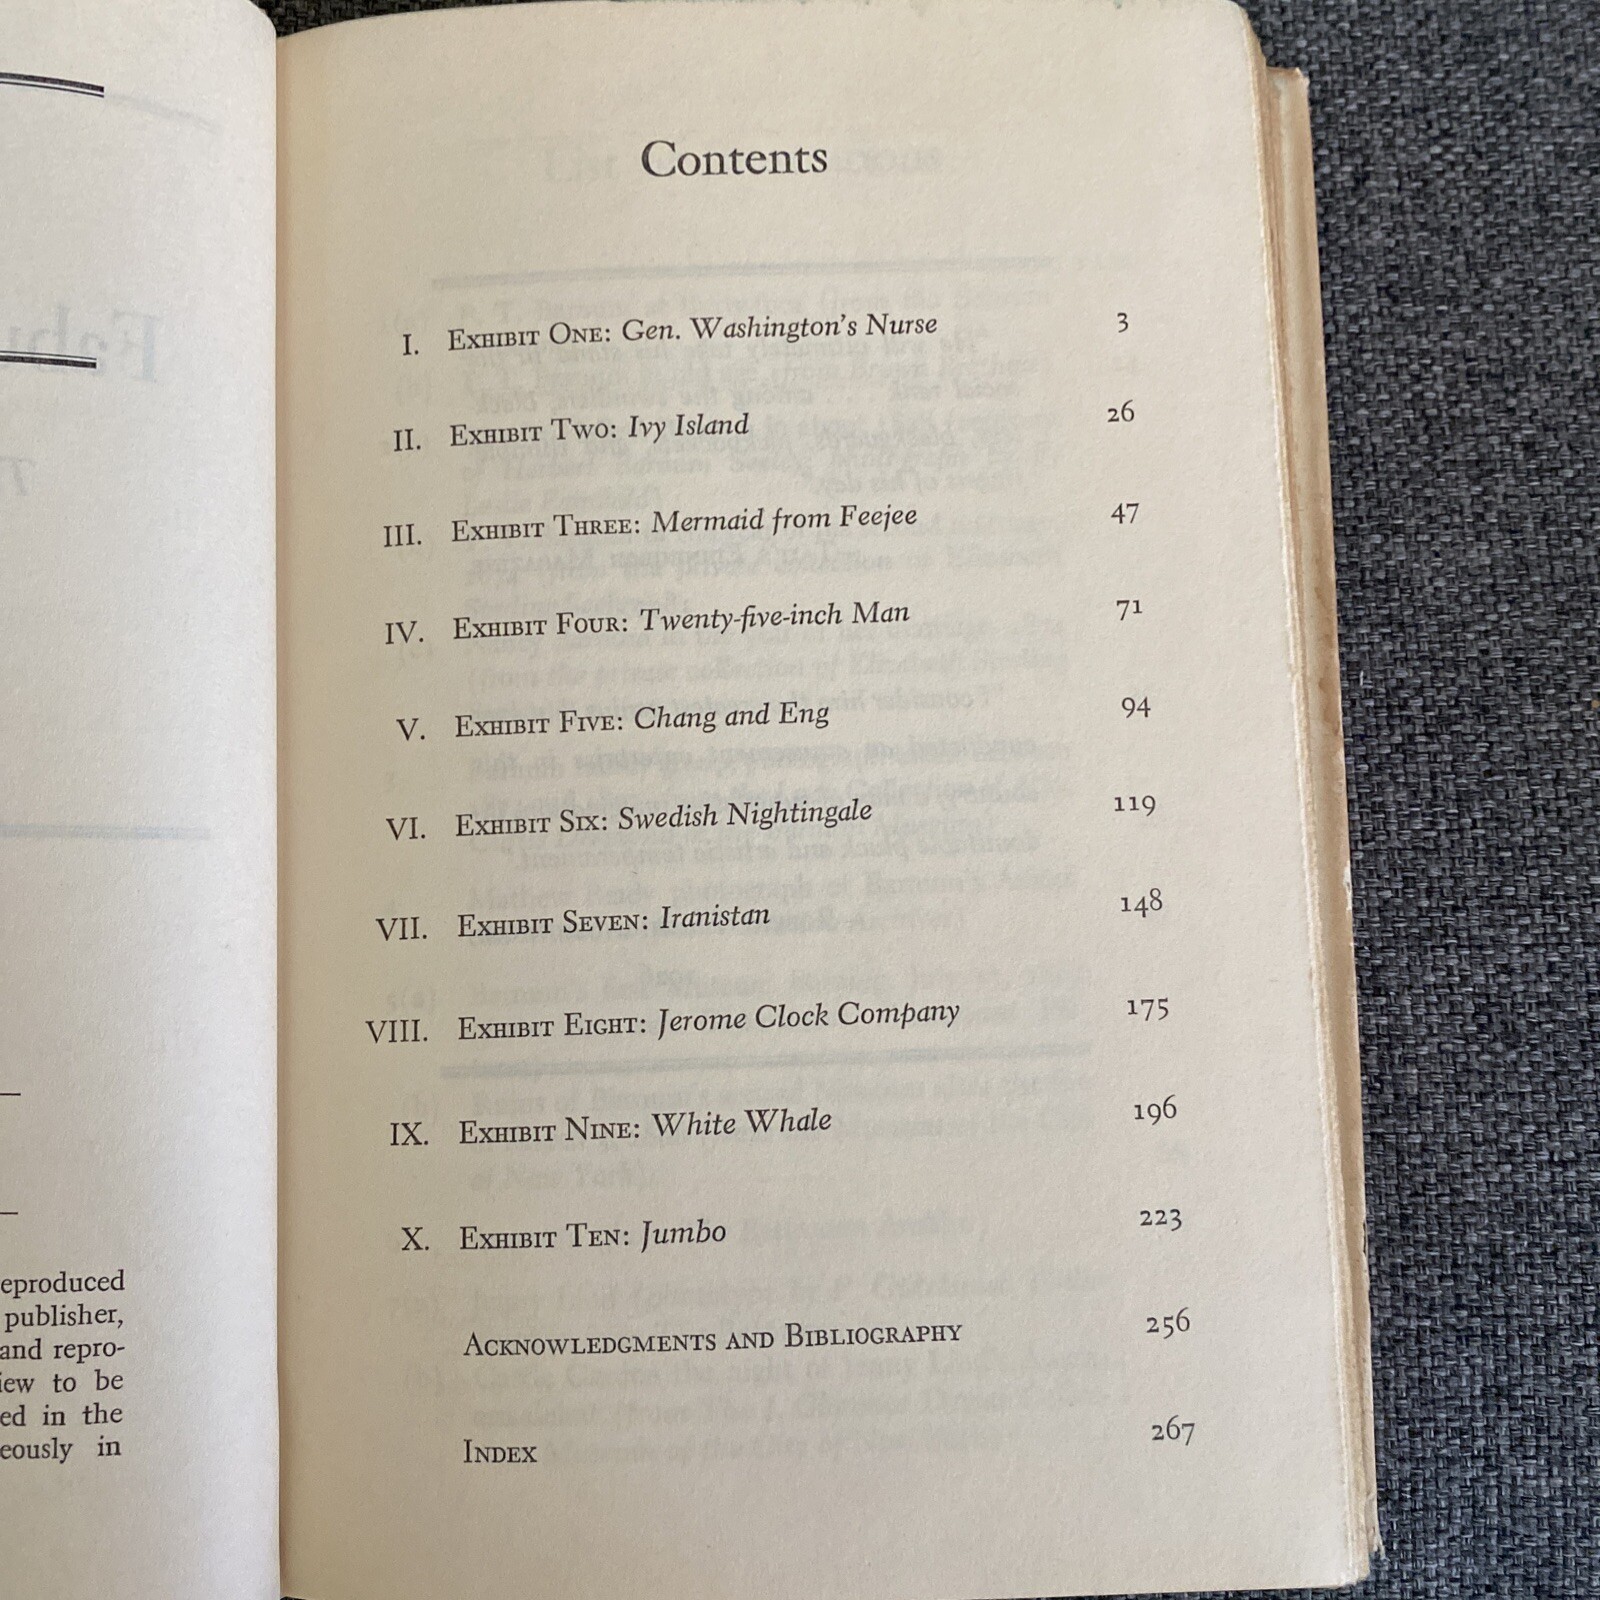 eproduced
publisher,
and repro-
iew to be
ed in the
eously in
Contents
I. Exhibit One: Gen. Washington's Nurse 3
II. Exhibit Two: Ivy Island 26
III. Exhibit Three: Mermaid from Feejee 47
IV. Exhibit Four: Twenty-five-inch Man 71
V. Exhibit Five: Chang and Eng 94
VI. Exhibit Six: Swedish Nightingale 119
VII. Exhibit Seven: Iranistan 148
VIII. Exhibit Eight: Jerome Clock Company 175
IX. Exhibit Nine: White Whale 196
X. Exhibit Ten: Jumbo 223
Acknowledgments and Bibliography 256
Index 267